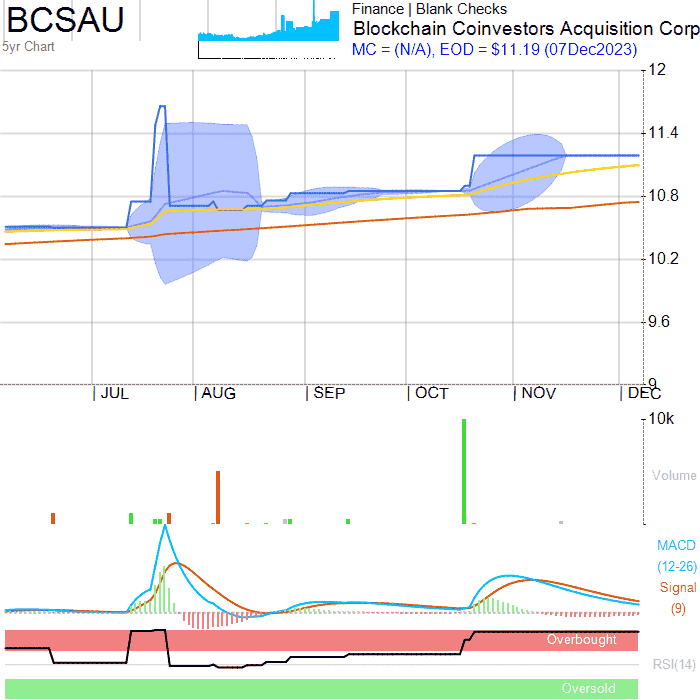 BCSAU
5yr Chart
Finance | Blank Checks
Blockchain Coinvestors Acquisition Corp
MC = (N/A), EOD = $11.19 (07Dec2023)
12
11.4
10.8
10.2
9.6
9
JUL AUG SEP OCT NOV DEC
10k
Volume
MACD
(12-26)
Signal
(9)
Overbought
RSI(14)
Oversold